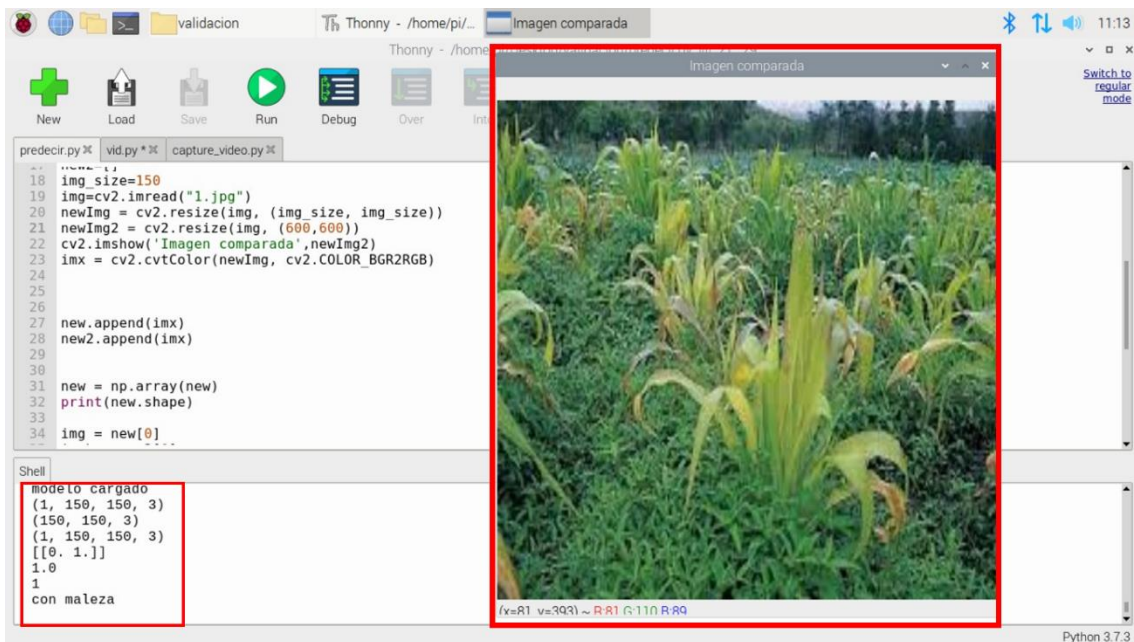 validacion
Thonny - /home/pi/...
Imagen comparada
11:13
Thonny - /home
Imagen comparada
Switch to
regular
mode
New
Load
Save
Run
Debug
Over
predecir.py
vid.py *
capture_video.py
18 img_size=150
19 img=cv2.imread("1.jpg")
20 newImg = cv2.resize(img, (img_size, img_size))
21 newImg2 = cv2.resize(img, (600,600))
22 cv2.imshow('Imagen comparada',newImg2)
23 imx = cv2.cvtColor(newImg, cv2.COLOR_BGR2RGB)
24
25
26
27 new.append(imx)
28 new2.append(imx)
29
30
31 new = np.array(new)
32 print(new.shape)
33
34 img = new[0]
Shell
modelo cargado
(1, 150, 150, 3)
(150, 150, 3)
(1, 150, 150, 3)
[[0. 1.]]
1.0
1
con maleza
(x=81, y=393) ~ R:81 G:110 B:89
Python 3.7.3